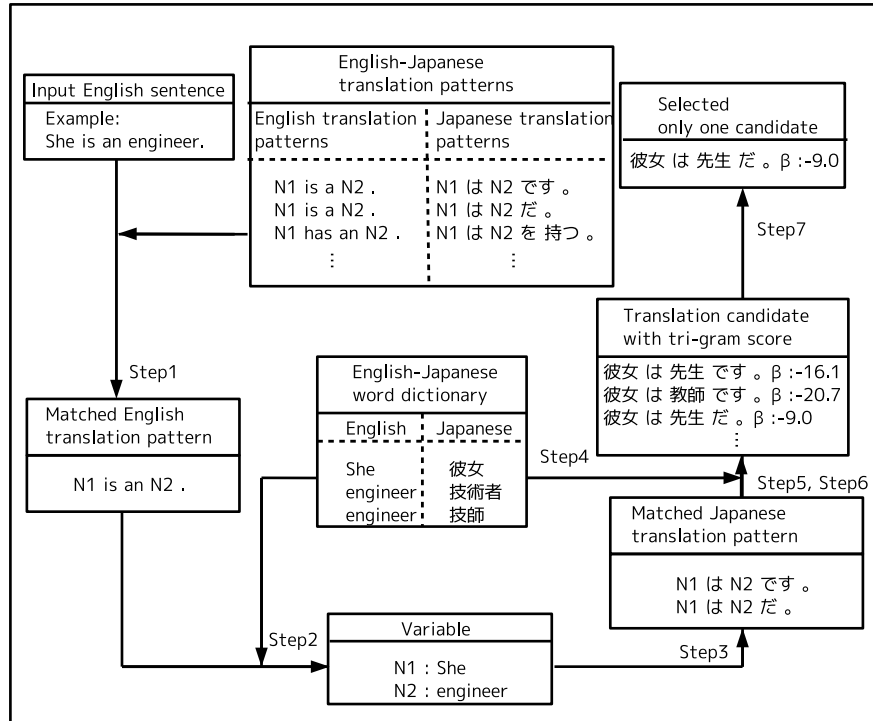 Input English sentence
Example:
She is an engineer.
English-Japanese
translation patterns
English translation patterns
Japanese translation patterns
N1 is a N2 . N1 は N2 です 。
N1 is a N2 . N1 は N2 だ 。
N1 has an N2 . N1 は N2 を 持つ 。
⋮ ⋮
Selected
only one candidate
彼女 は 先生 だ 。β :-9.0
Step7
Translation candidate
with tri-gram score
彼女 は 先生 です 。β :-16.1
彼女 は 教師 です 。β :-20.7
彼女 は 先生 だ 。β :-9.0
⋮
Step1
Matched English
translation pattern
N1 is an N2 .
English-Japanese
word dictionary
English Japanese
She 彼女
engineer 技術者
engineer 技師
Step4
Step5, Step6
Matched Japanese
translation pattern
N1 は N2 です 。
N1 は N2 だ 。
Step2
Variable
N1 : She
N2 : engineer
Step3